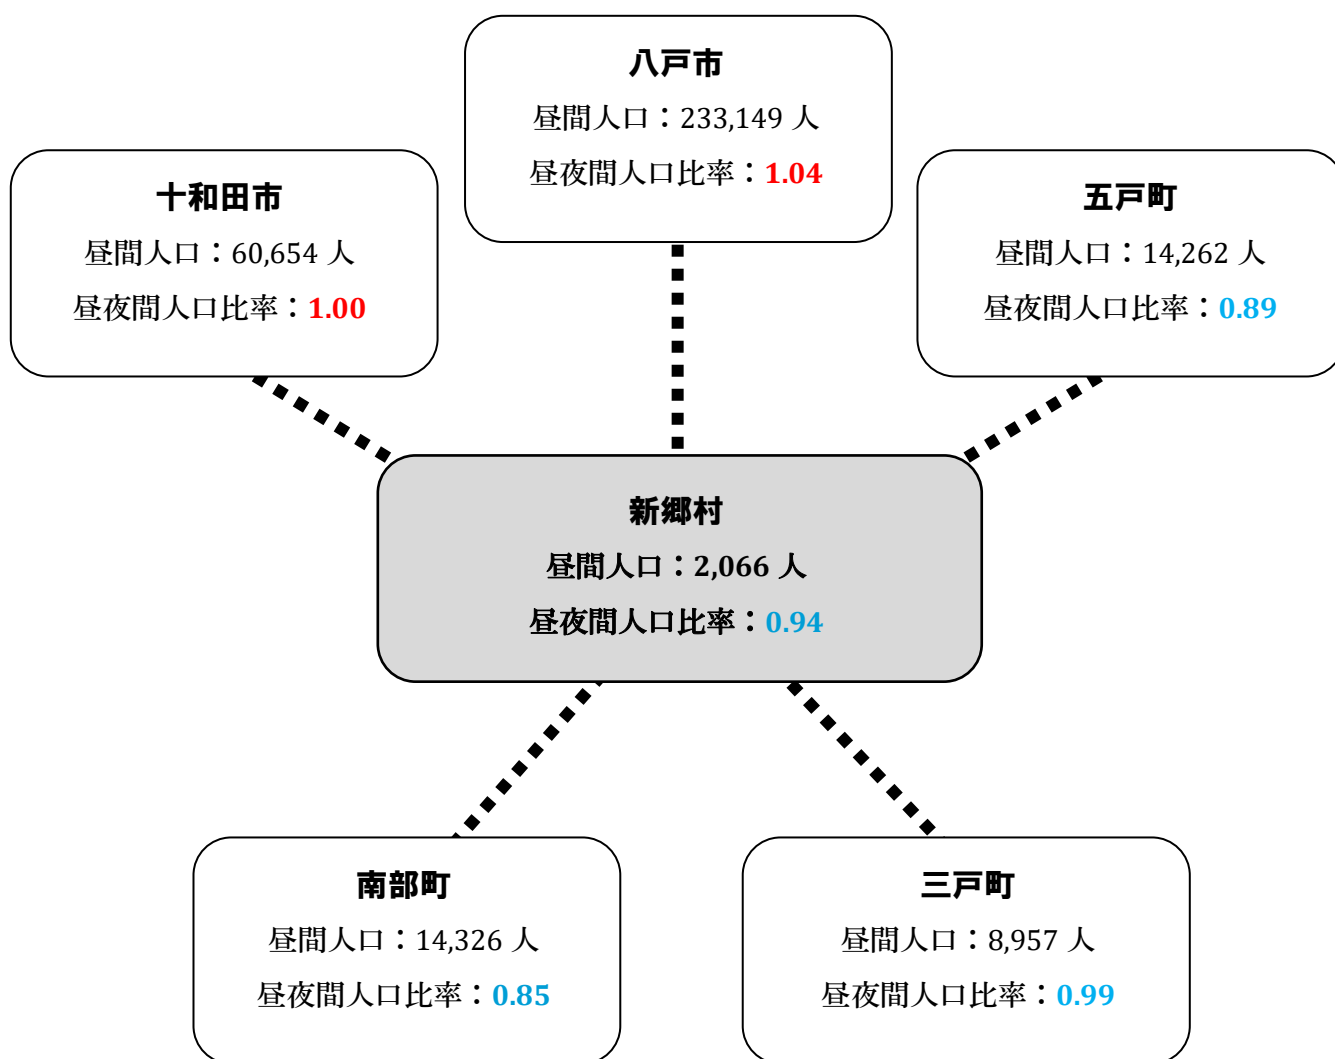 八戸市
昼間人口：233,149 人
昼夜間人口比率：1.04
十和田市
昼間人口：60,654 人
昼夜間人口比率：1.00
五戸町
昼間人口：14,262 人
昼夜間人口比率：0.89
新郷村
昼間人口：2,066 人
昼夜間人口比率：0.94
南部町
昼間人口：14,326 人
昼夜間人口比率：0.85
三戸町
昼間人口：8,957 人
昼夜間人口比率：0.99